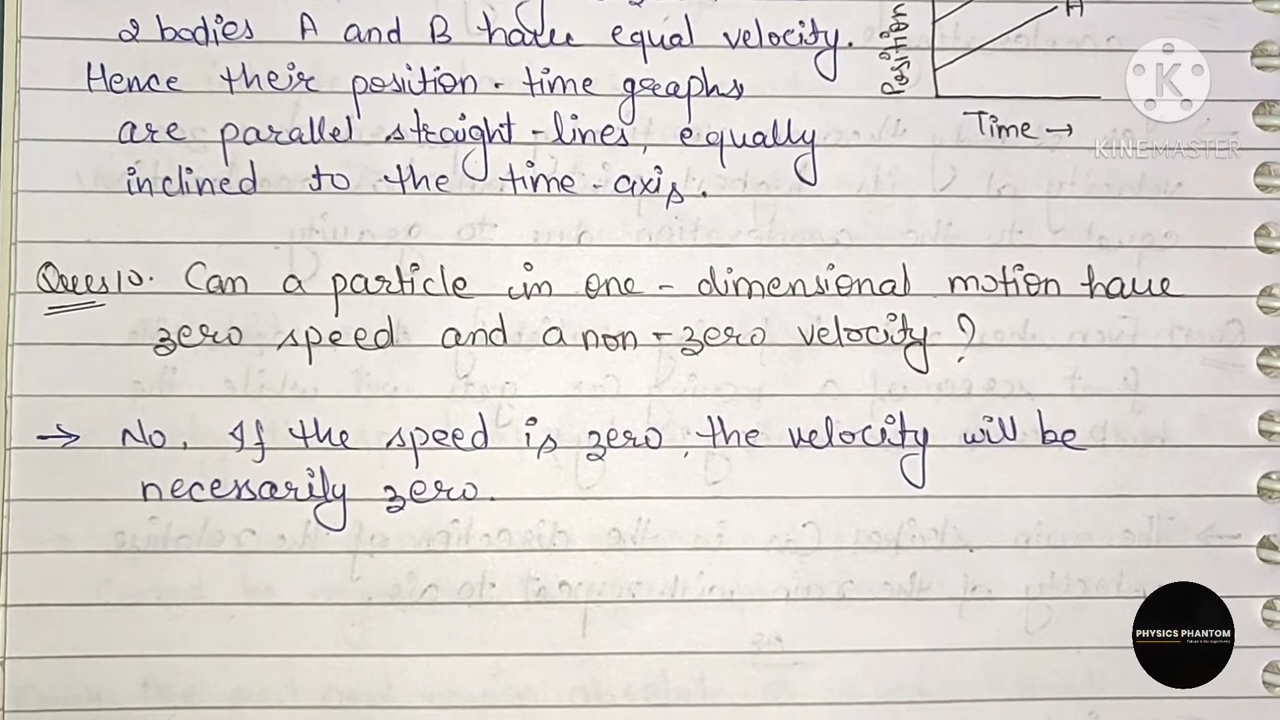 2 bodies A and B have equal velocity.
Hence their position - time graphs
are parallel straight - lines, equally
inclined to the time - axis.
Position
A
Time →
KINEMASTER
Ques10. Can a particle in one - dimensional motion have
zero speed and a non - zero velocity ?
→ No, If the speed is zero, the velocity will be
necessarily zero.
PHYSICS PHANTOM